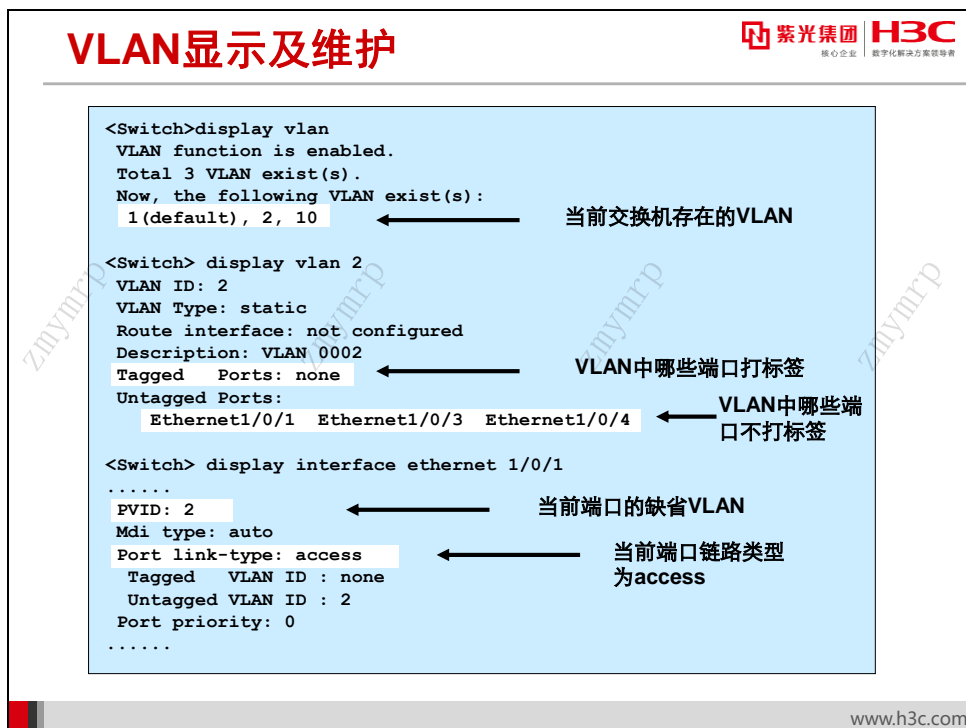 VLAN显示及维护
紫光集团
核心企业
H3C
数字化解决方案领导者
<Switch>display vlan
VLAN function is enabled.
Total 3 VLAN exist(s).
Now, the following VLAN exist(s):
1(default), 2, 10
当前交换机存在的VLAN
<Switch> display vlan 2
VLAN ID: 2
VLAN Type: static
Route interface: not configured
Description: VLAN 0002
Tagged   Ports: none
VLAN中哪些端口打标签
Untagged Ports:
Ethernet1/0/1  Ethernet1/0/3  Ethernet1/0/4
VLAN中哪些端
口不打标签
<Switch> display interface ethernet 1/0/1
......
PVID: 2
当前端口的缺省VLAN
Mdi type: auto
Port link-type: access
当前端口链路类型
为access
Tagged   VLAN ID : none
Untagged VLAN ID : 2
Port priority: 0
......
zmymrp
zmymrp
zmymrp
zmymrp
www.h3c.com